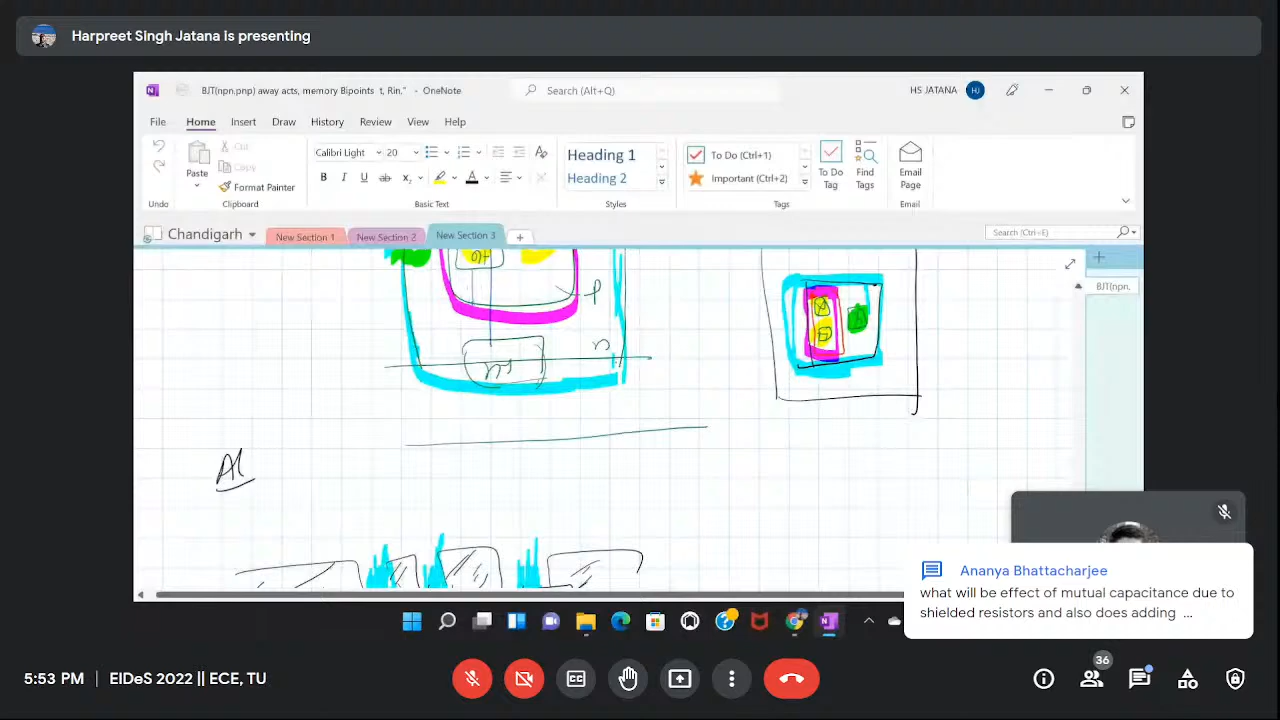 Harpreet Singh Jatana is presenting
BJT(npn.pnp) away acts, memory Bipoints t, Rin," - OneNote
Search (Alt+Q)
HS JATANA
HJ
File Home Insert Draw History Review View Help
Undo
Paste
Cut
Copy
Format Painter
Clipboard
Calibri Light 20
B I U ab x₂ A
Basic Text
Heading 1
Heading 2
Styles
To Do (Ctrl+1)
Important (Ctrl+2)
Tags
To Do Tag
Find Tags
Email Page
Email
Chandigarh
New Section 1
New Section 2
New Section 3
Search (Ctrl+E)
BJT(npn.
n+
p
n
n+
Al
Ananya Bhattacharjee
what will be effect of mutual capacitance due to
shielded resistors and also does adding ...
5:53 PM | EIDeS 2022 || ECE, TU
36